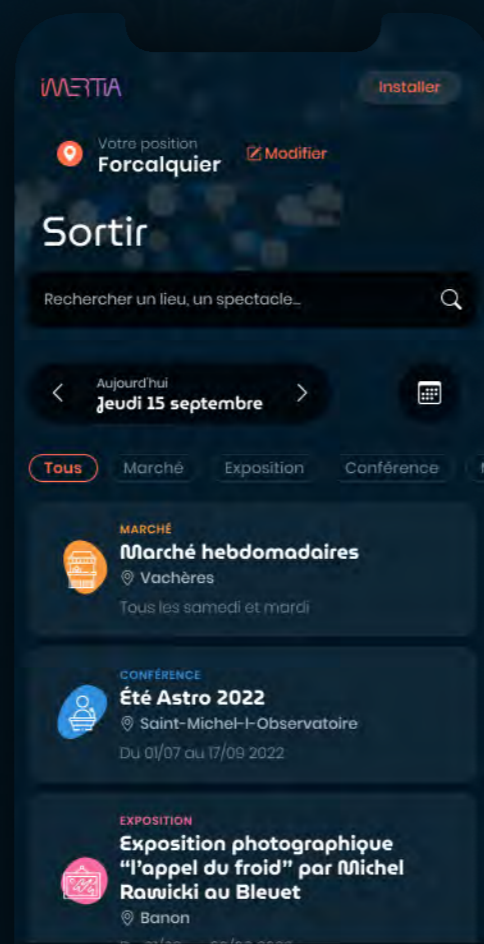 iMERTiA
Installer
Votre position
Forcalquier
Modifier
Sortir
Rechercher un lieu, un spectacle...
Aujourd'hui
Jeudi 15 septembre
Tous
Marché
Exposition
Conférence
MARCHÉ
Marché hebdomadaires
Vachères
Tous les samedi et mardi
CONFÉRENCE
Été Astro 2022
Saint-Michel-l-Observatoire
Du 01/07 au 17/09 2022
EXPOSITION
Exposition photographique
“l'appel du froid” par Michel
Rawicki au Bleuet
Banon